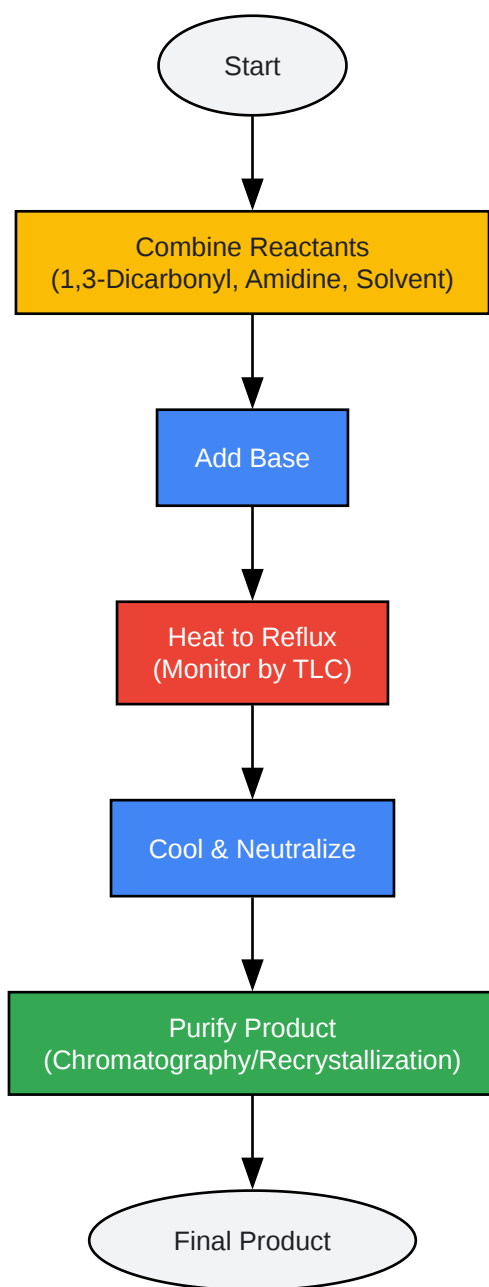 Start
Combine Reactants
(1,3-Dicarbonyl, Amidine, Solvent)
Add Base
Heat to Reflux
(Monitor by TLC)
Cool & Neutralize
Purify Product
(Chromatography/Recrystallization)
Final Product